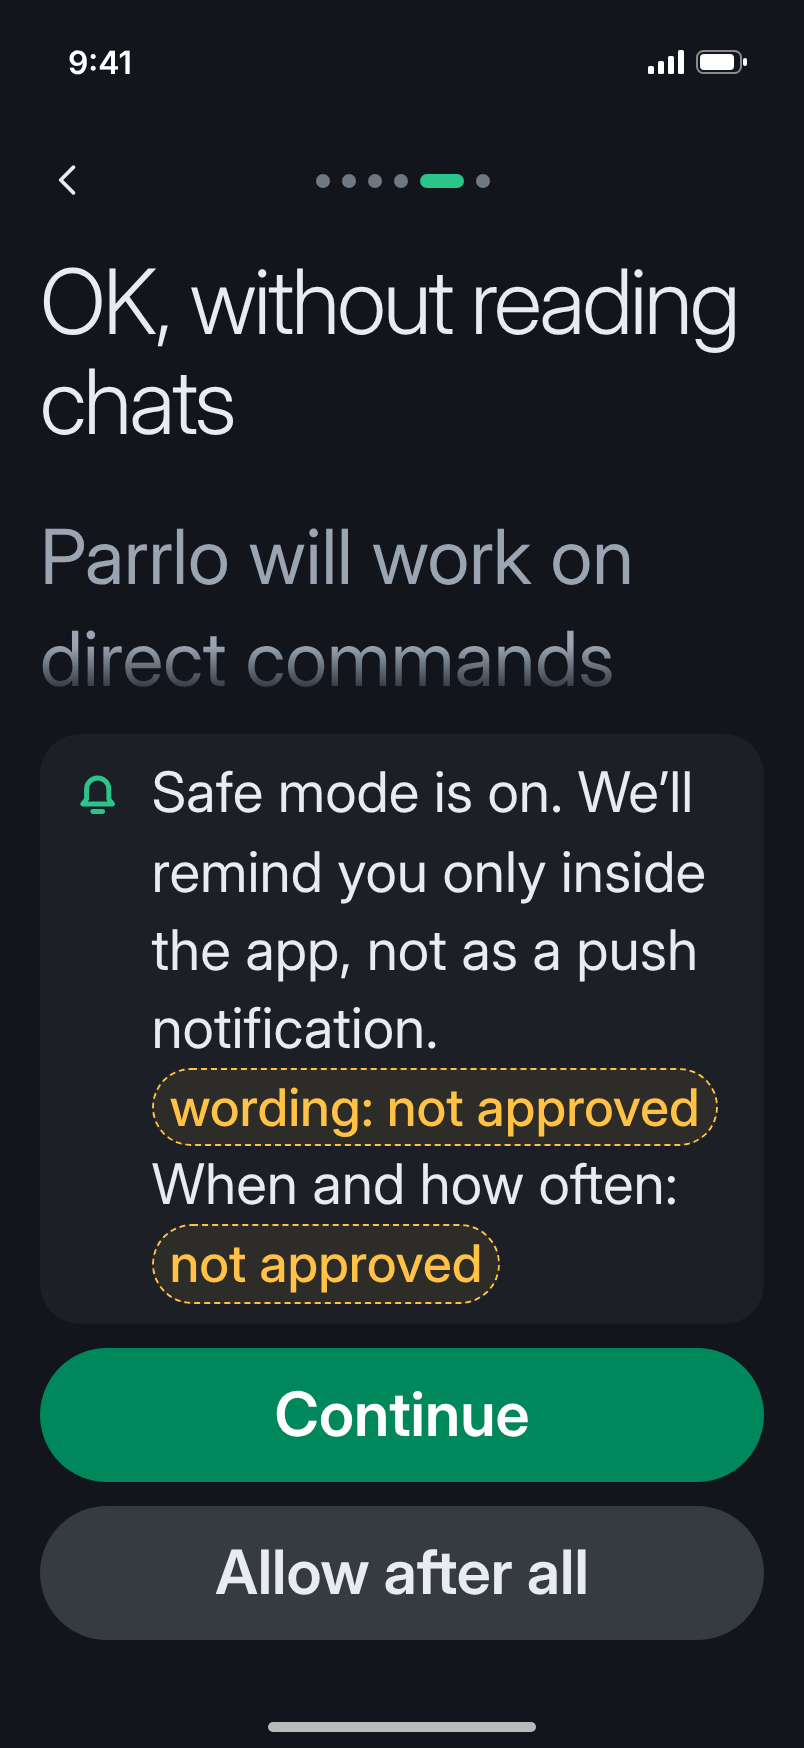 9:41
OK, without reading
chats
Parrlo will work on
direct commands
Safe mode is on. We’ll
remind you only inside
the app, not as a push
notification.
wording: not approved
When and how often:
not approved
Continue
Allow after all